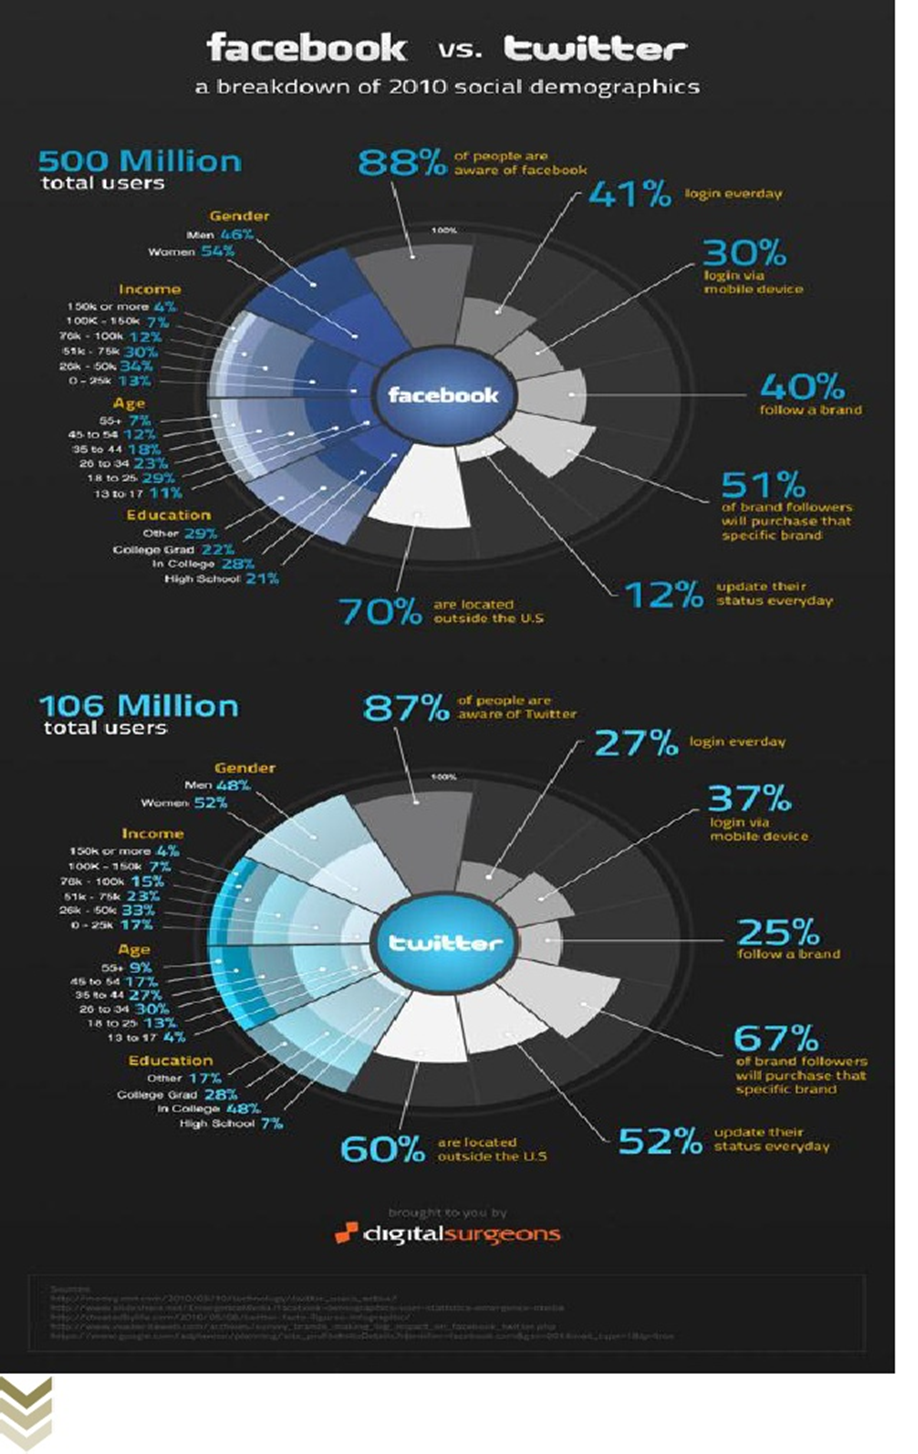 facebook vs. twitter
a breakdown of 2010 social demographics
500 Million
total users
88% of people are
aware of facebook
41% login everday
30%
login via
mobile device
40%
follow a brand
51%
of brand followers
will purchase that
specific brand
12% update their
status everyday
70% are located
outside the U.S
100%
Gender
Men 46%
Women 54%
Income
150k or more 4%
100K - 150k 7%
76k - 100k 12%
51k - 75k 30%
26k - 50k 34%
0 - 25k 13%
Age
55+ 7%
45 to 54 12%
35 to 44 18%
26 to 34 23%
18 to 25 29%
13 to 17 11%
Education
Other 29%
College Grad 22%
In College 28%
High School 21%
facebook
106 Million
total users
87% of people are
aware of Twitter
27% login everday
37%
login via
mobile device
25%
follow a brand
67%
of brand followers
will purchase that
specific brand
52% update their
status everyday
60% are located
outside the U.S
100%
Gender
Men 48%
Women 52%
Income
150k or more 4%
100K - 150k 7%
76k - 100k 15%
51k - 75k 23%
26k - 50k 33%
0 - 25k 17%
Age
55+ 9%
45 to 54 17%
35 to 44 27%
26 to 34 30%
18 to 25 13%
13 to 17 4%
Education
Other 17%
College Grad 28%
In College 48%
High School 7%
twitter
brought to you by
digitalsurgeons
Sources